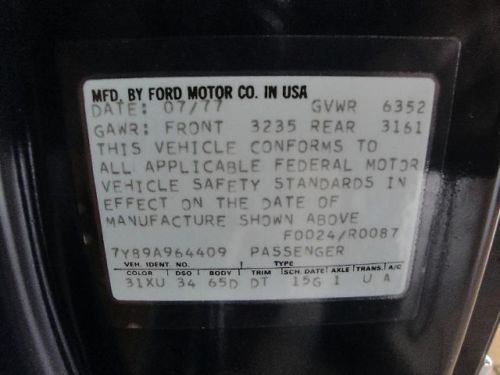 MFD. BY FORD MOTOR CO. IN USA
DATE: 07/77 GVWR 6352
GAWR: FRONT 3235 REAR 3161
THIS VEHICLE CONFORMS TO
ALL APPLICABLE FEDERAL MOTOR
VEHICLE SAFETY STANDARDS IN
EFFECT ON THE DATE OF
MANUFACTURE SHOWN ABOVE
F0024/R0087
7Y89A964409 PASSENGER
VEH. IDENT. NO. TYPE
COLOR DSO BODY TRIM SCH. DATE AXLE TRANS. A/C
31XU 34 65D DT 15G 1 U A